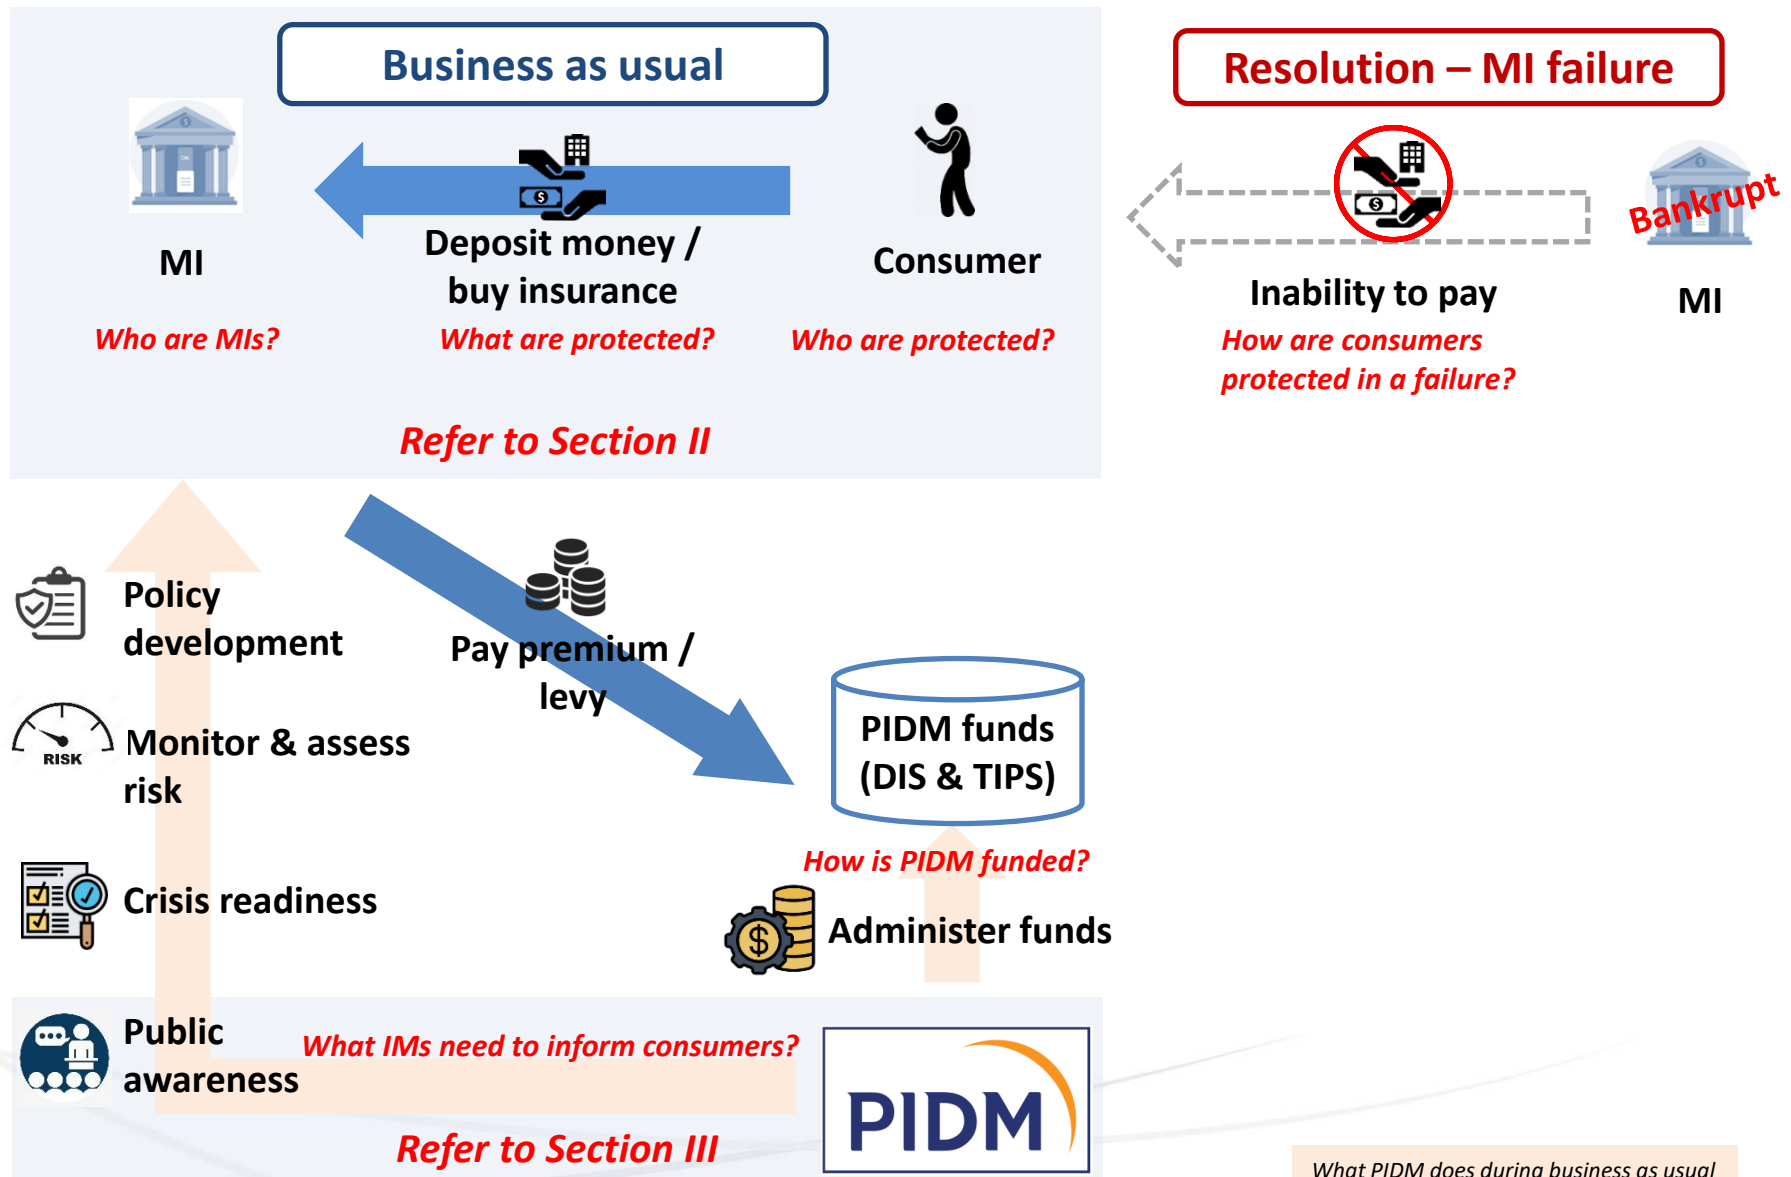 Business as usual
Resolution – MI failure
MI
Deposit money /
buy insurance
Consumer
Bankrupt
Inability to pay
MI
Who are MIs?
What are protected?
Who are protected?
How are consumers
protected in a failure?
Refer to Section II
Policy
development
Pay premium /
levy
RISK
Monitor & assess
risk
PIDM funds
(DIS & TIPS)
How is PIDM funded?
Crisis readiness
Administer funds
Public
awareness
What IMs need to inform consumers?
PIDM
Refer to Section III
What PIDM does during business as usual